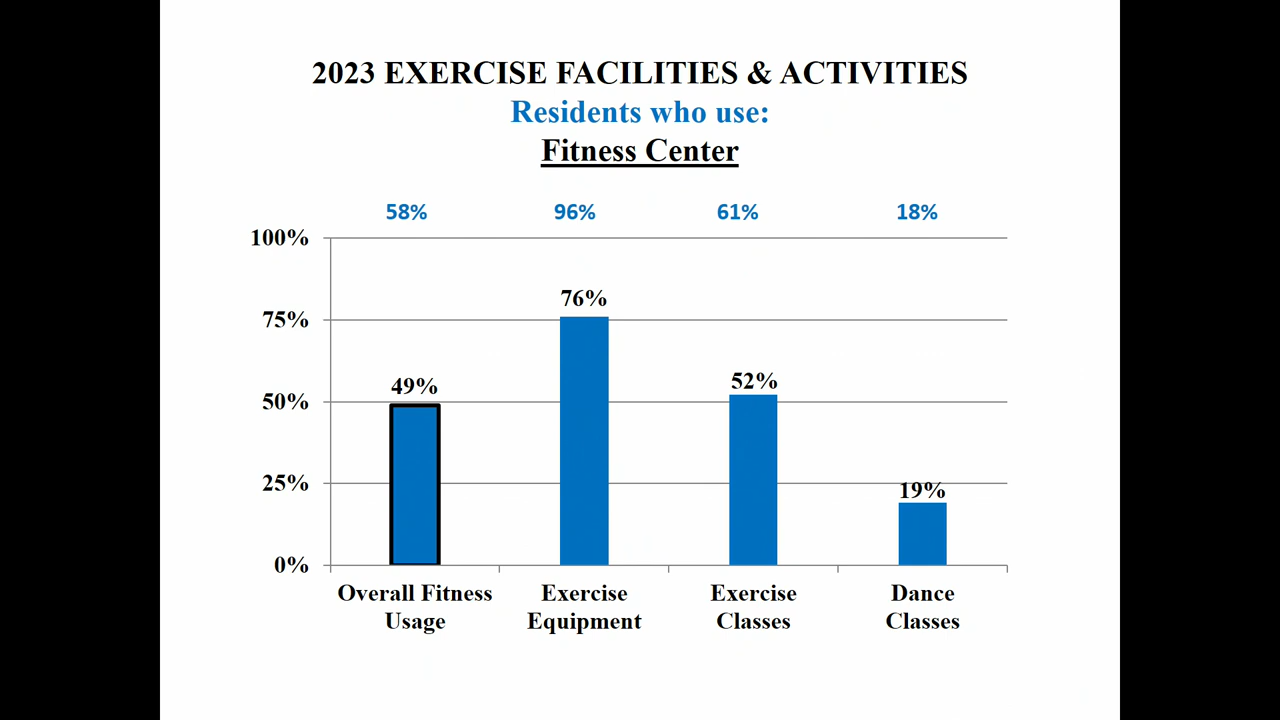 2023 EXERCISE FACILITIES & ACTIVITIES
Residents who use:
Fitness Center
58% 96% 61% 18%
100%
76%
75%
49% 52%
50%
25%
19%
0%
Overall Fitness Exercise Exercise Dance
Usage Equipment Classes Classes